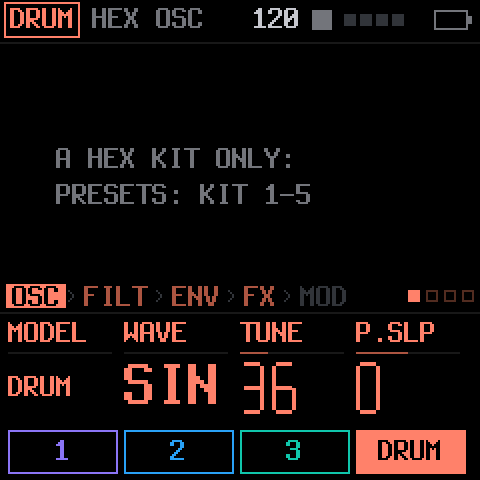 DRUM HEX OSC 120
A HEX KIT ONLY:
PRESETS: KIT 1-5
OSC > FILT > ENV > FX > MOD
MODEL WAVE TUNE P.SLP
DRUM SIN 36 0
1 2 3 DRUM